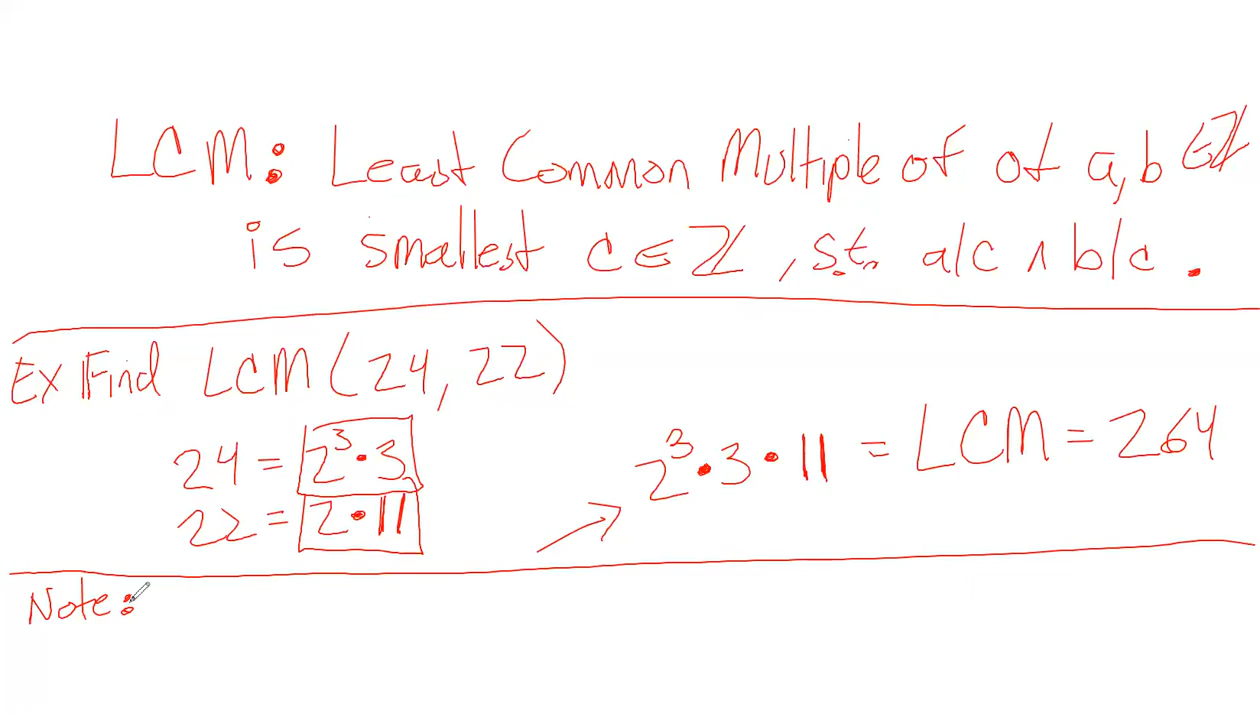 LCM: Least Common Multiple of of a, b ∈ ℤ
is smallest c ∈ ℤ, s.t. a/c ∧ b/c.
Ex Find LCM(24, 22)
24 = 2³ · 3
22 = 2 · 11
2³ · 3 · 11 = LCM = 264
Note: